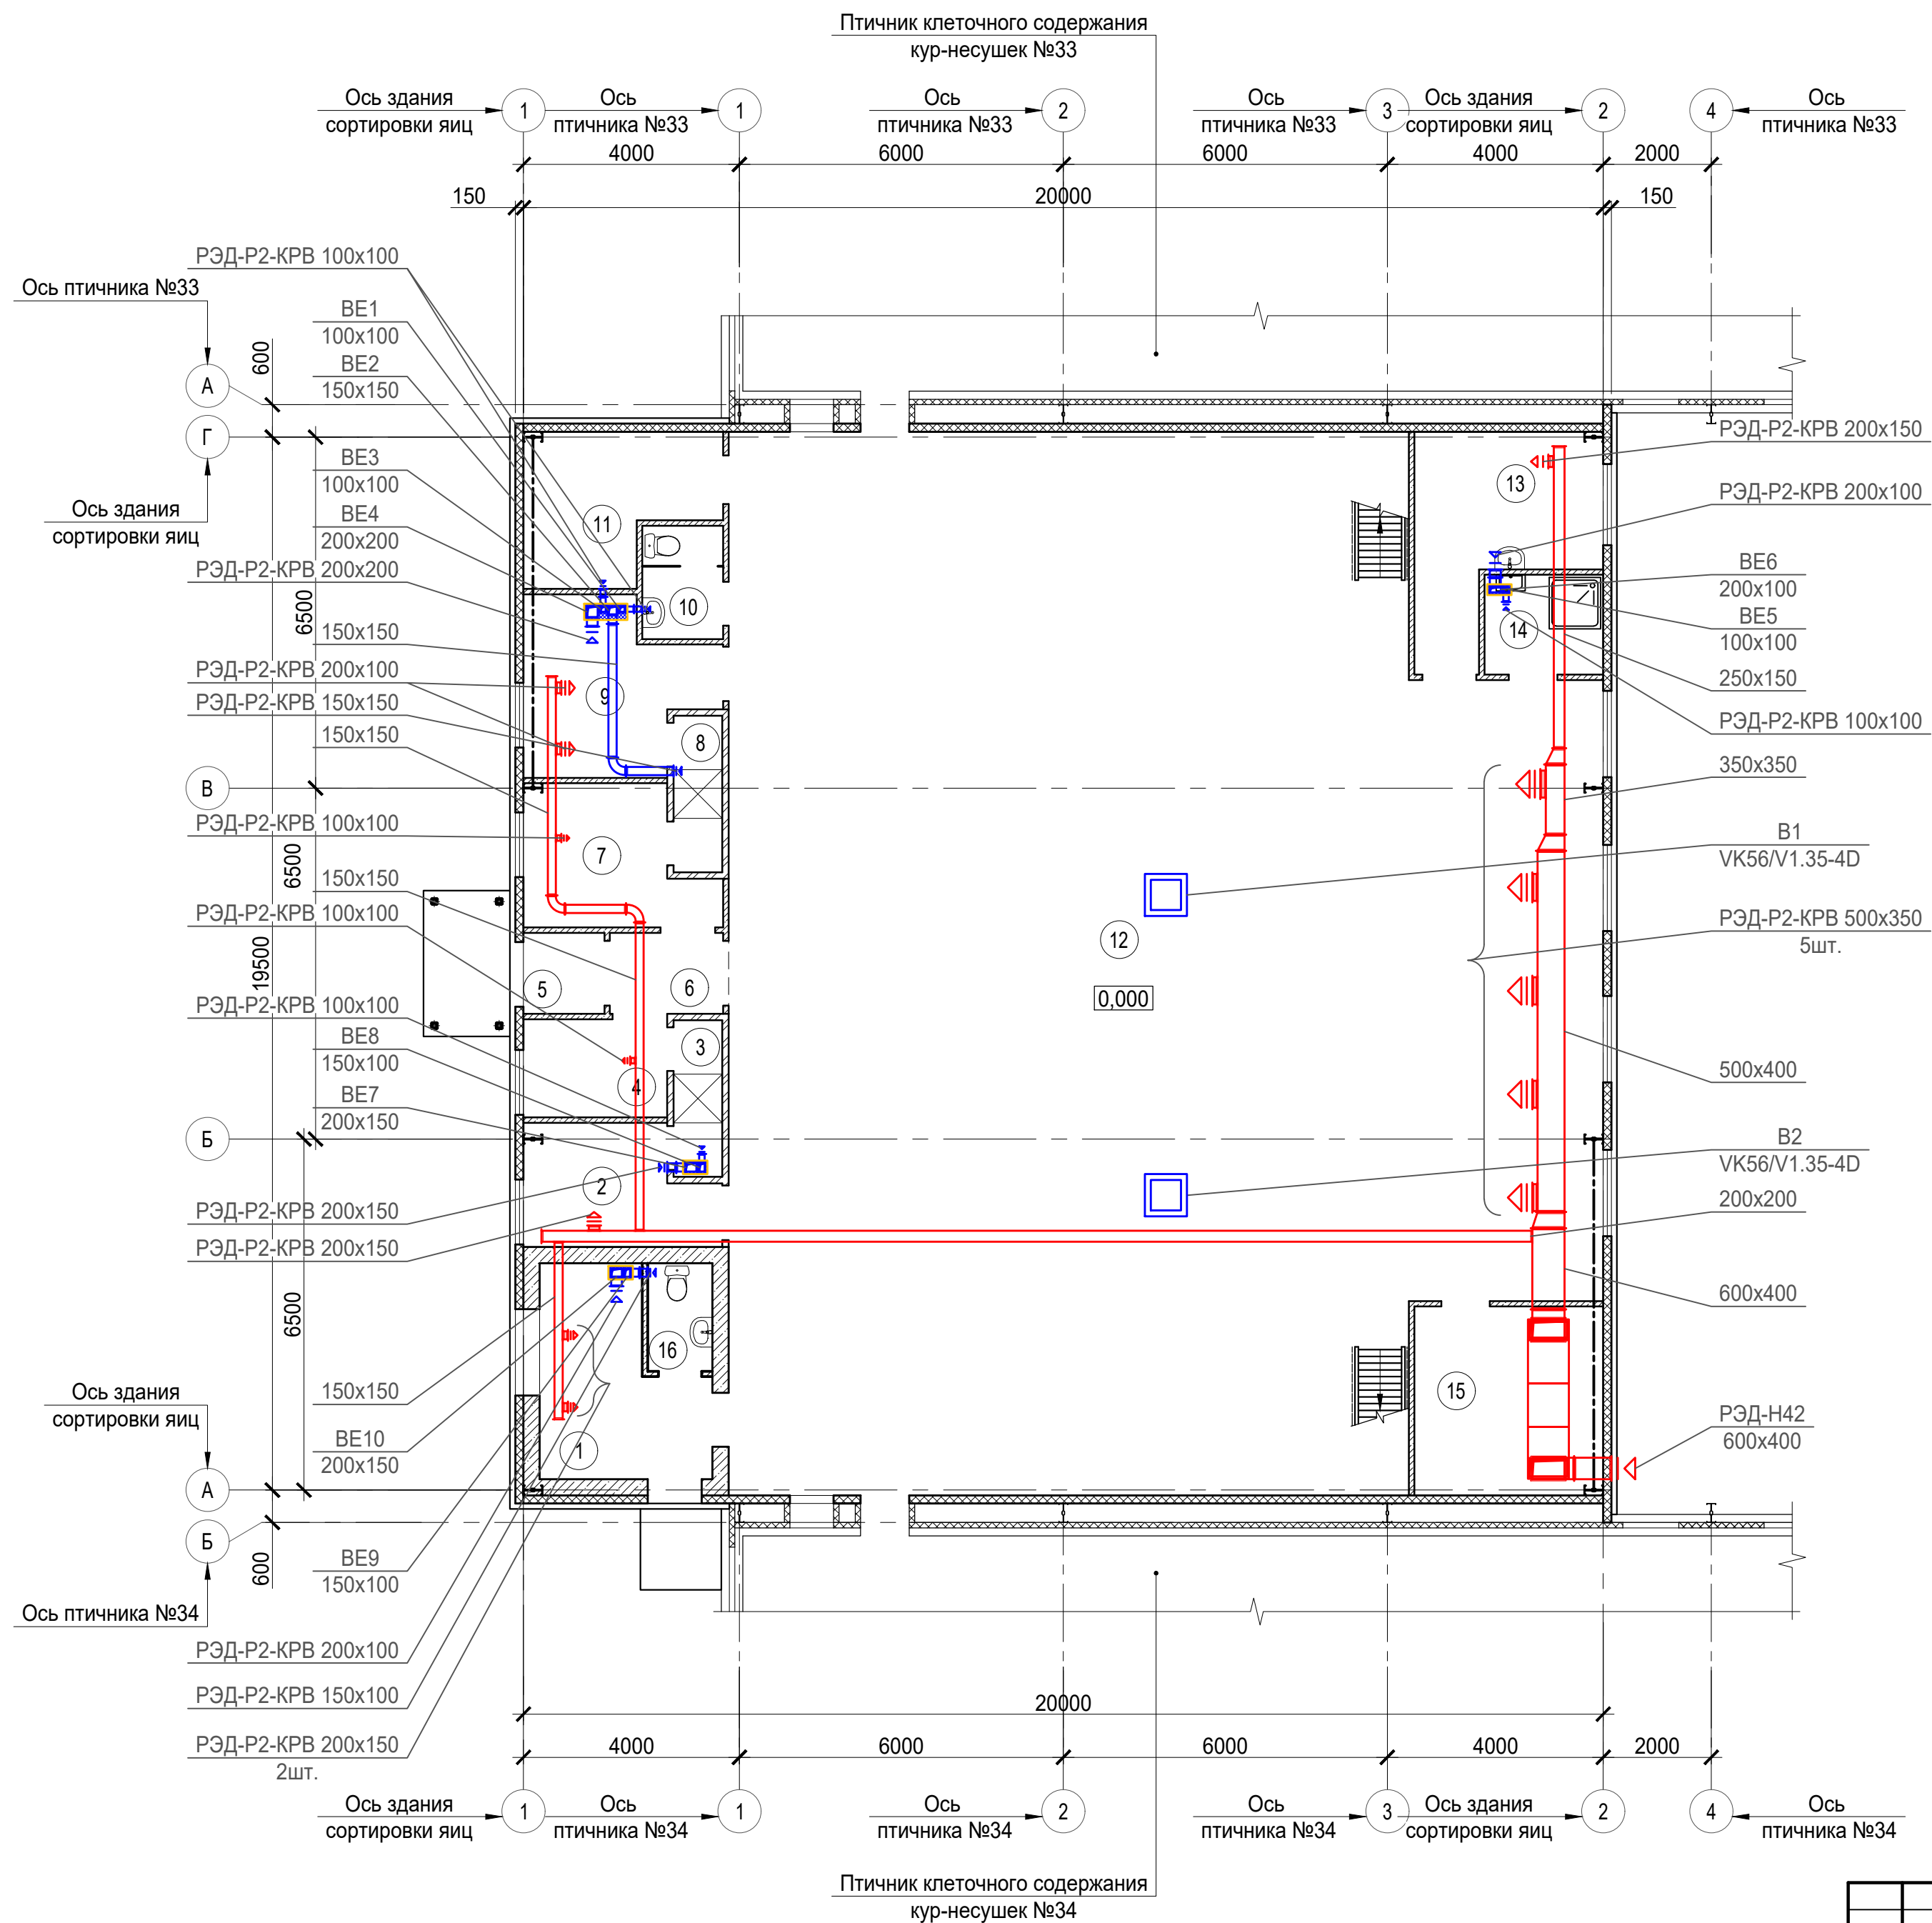 Птичник клеточного содержания
кур-несушек №33
Ось здания
сортировки яиц
1
Ось
птичника №33
1
Ось
птичника №33
2
Ось
птичника №33
3
Ось здания
сортировки яиц
2
4
Ось
птичника №33
4000
6000
6000
4000
2000
150
20000
150
РЭД-Р2-КРВ 100х100
Ось птичника №33
ВЕ1
100х100
600
ВЕ2
150х150
А
Г
ВЕ3
100х100
Ось здания
сортировки яиц
ВЕ4
200х200
РЭД-Р2-КРВ 200х200
6500
150х150
РЭД-Р2-КРВ 200х100
РЭД-Р2-КРВ 150х150
150х150
В
РЭД-Р2-КРВ 100х100
6500
150х150
РЭД-Р2-КРВ 100х100
19500
РЭД-Р2-КРВ 100х100
ВЕ8
150х100
ВЕ7
200х150
Б
РЭД-Р2-КРВ 200х150
РЭД-Р2-КРВ 200х150
6500
150х150
Ось здания
сортировки яиц
ВЕ10
200х150
А
Б
600
ВЕ9
150х100
Ось птичника №34
РЭД-Р2-КРВ 200х100
РЭД-Р2-КРВ 150х100
РЭД-Р2-КРВ 200х150
2шт.
11
10
9
8
7
5
6
3
4
2
16
1
12
0,000
13
14
15
РЭД-Р2-КРВ 200х150
РЭД-Р2-КРВ 200х100
ВЕ6
200х100
ВЕ5
100х100
250х150
РЭД-Р2-КРВ 100х100
350х350
В1
VK56/V1.35-4D
РЭД-Р2-КРВ 500х350
5шт.
500х400
В2
VK56/V1.35-4D
200х200
600х400
РЭД-Н42
600х400
20000
4000
6000
6000
4000
2000
Ось здания
сортировки яиц
1
Ось
птичника №34
1
Ось
птичника №34
2
Ось
птичника №34
3
Ось здания
сортировки яиц
2
4
Ось
птичника №34
Птичник клеточного содержания
кур-несушек №34